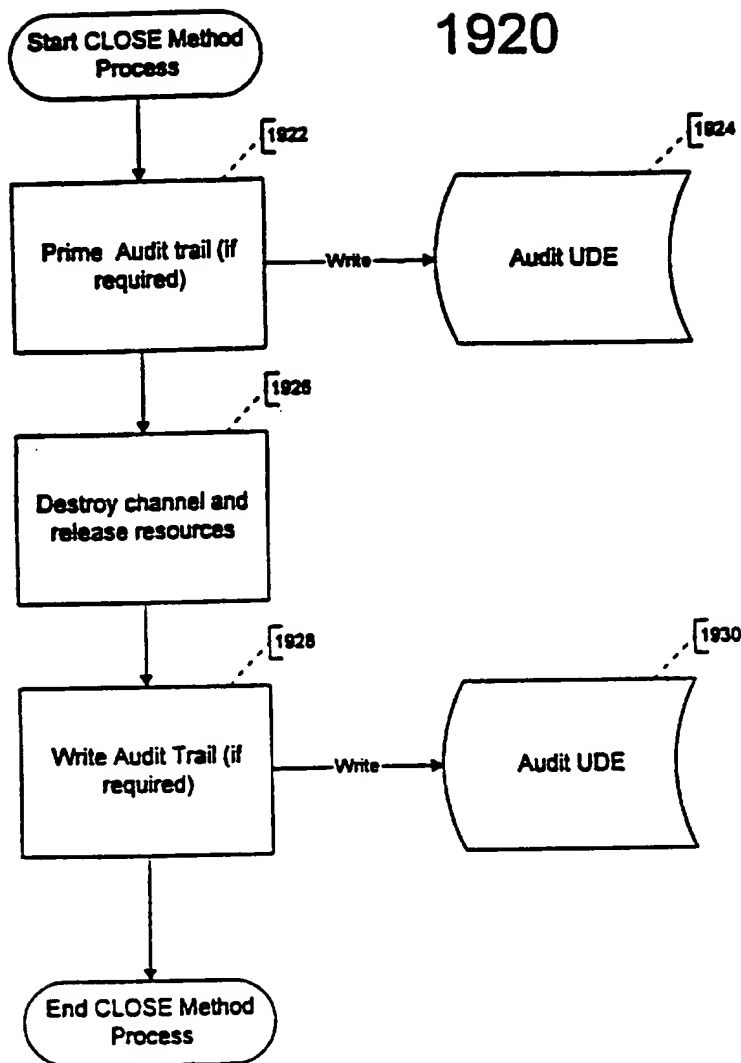 1920
Start CLOSE Method
Process
1922
1924
Prime Audit trail (if
required)
Write
Audit UDE
1926
Destroy channel and
release resources
1928
1930
Write Audit Trail (if
required)
Write
Audit UDE
End CLOSE Method
Process